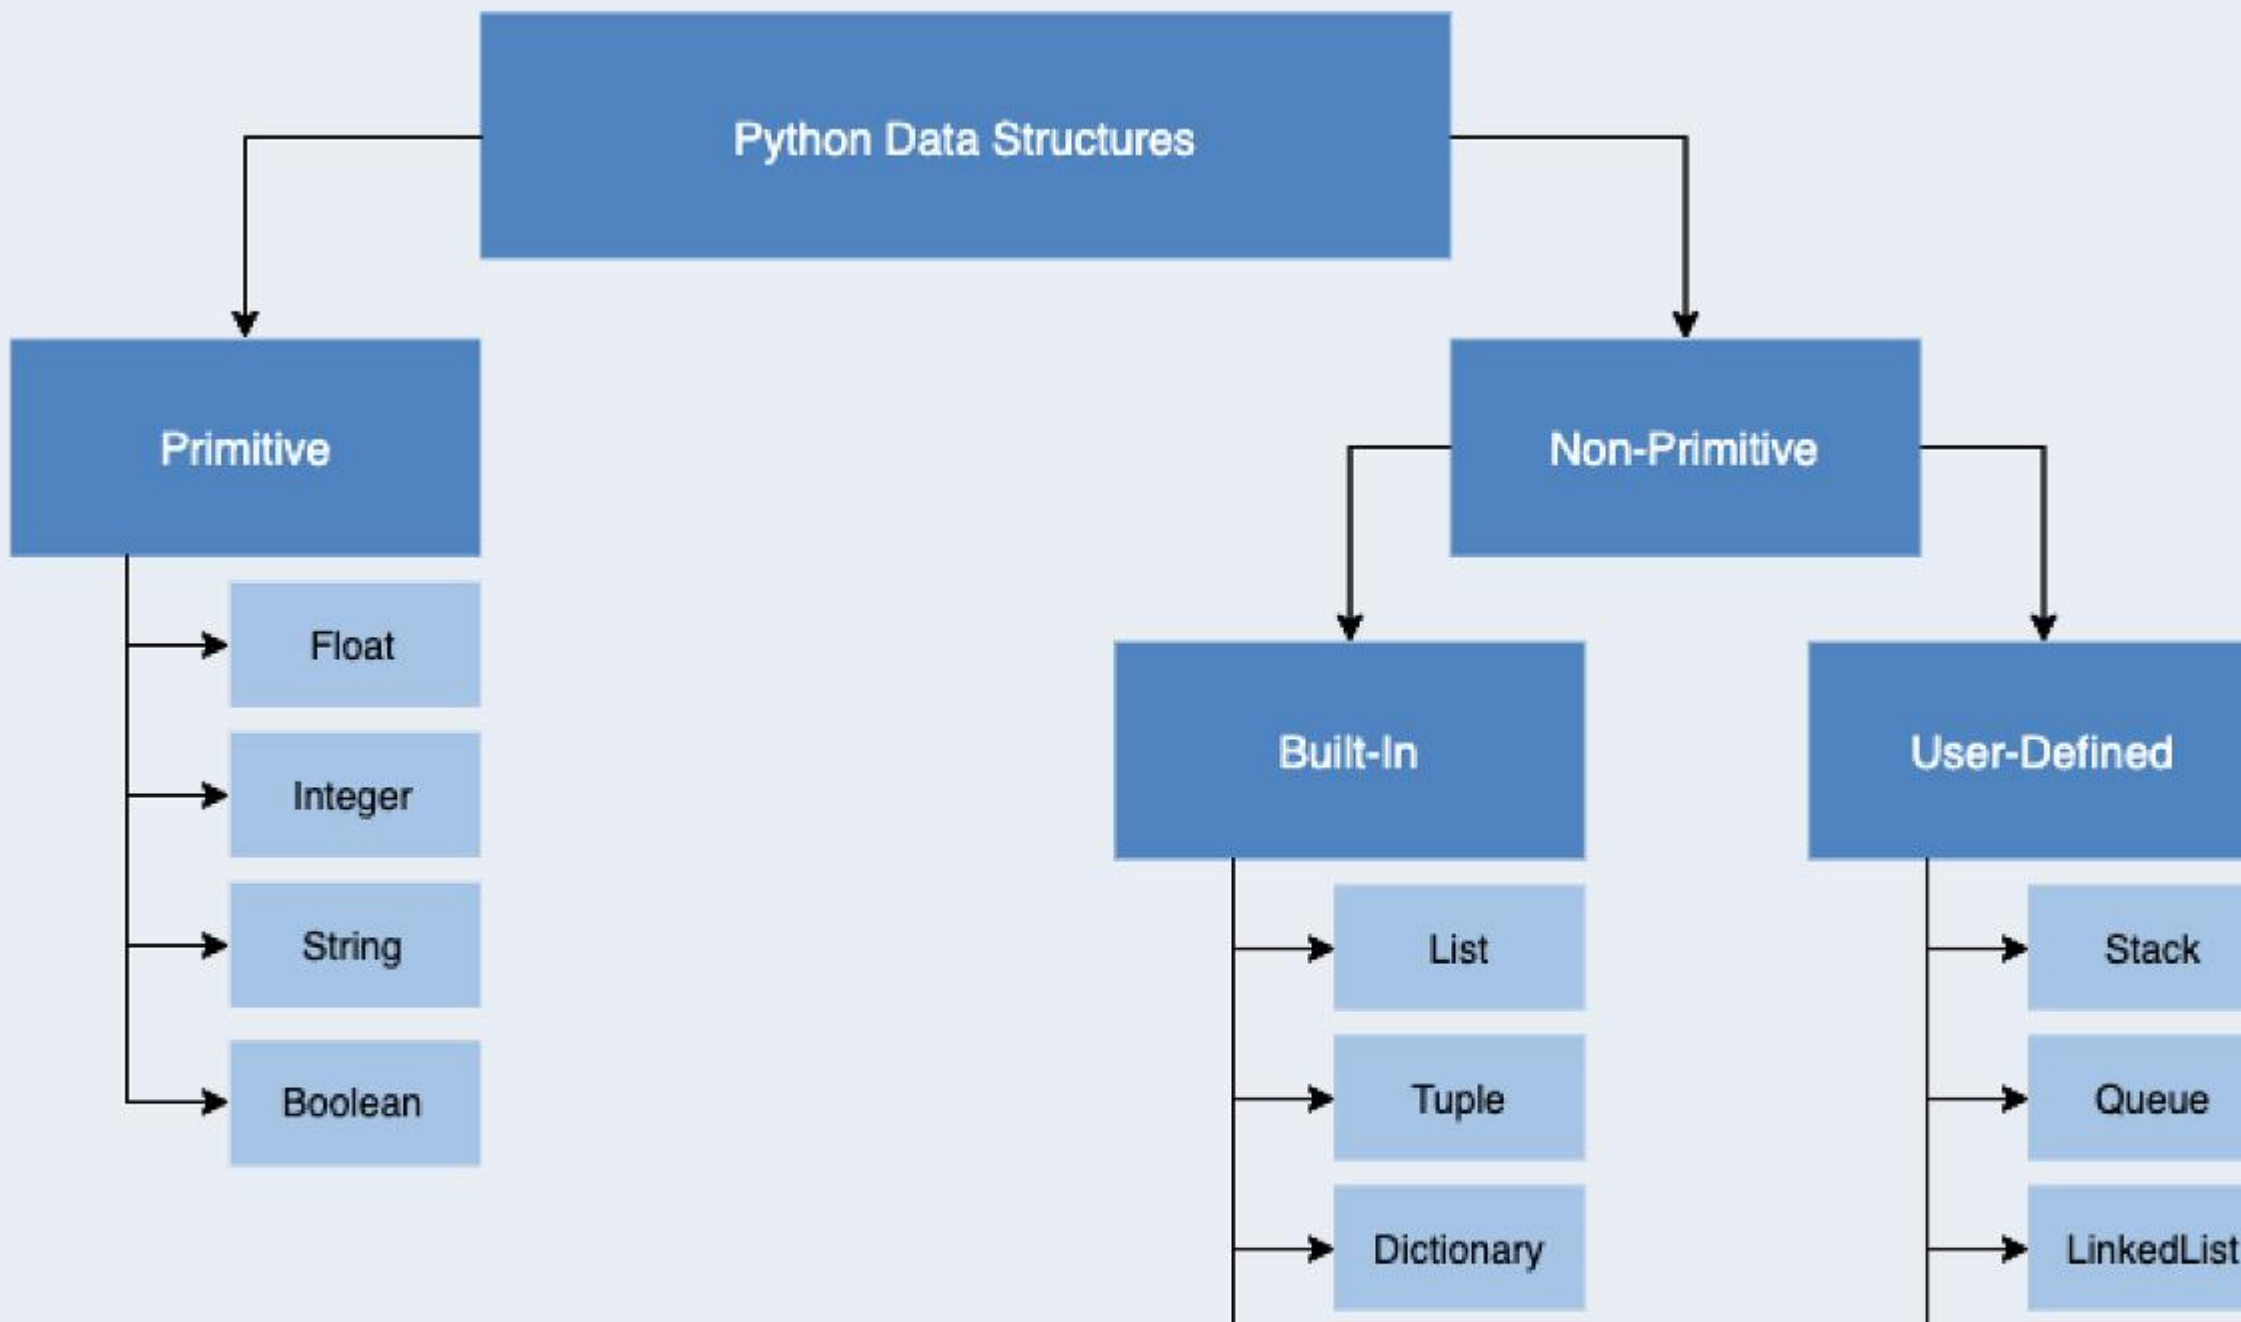 Python Data Structures
Primitive
Non-Primitive
Float
Integer
String
Boolean
Built-In
User-Defined
List
Tuple
Dictionary
Stack
Queue
LinkedList